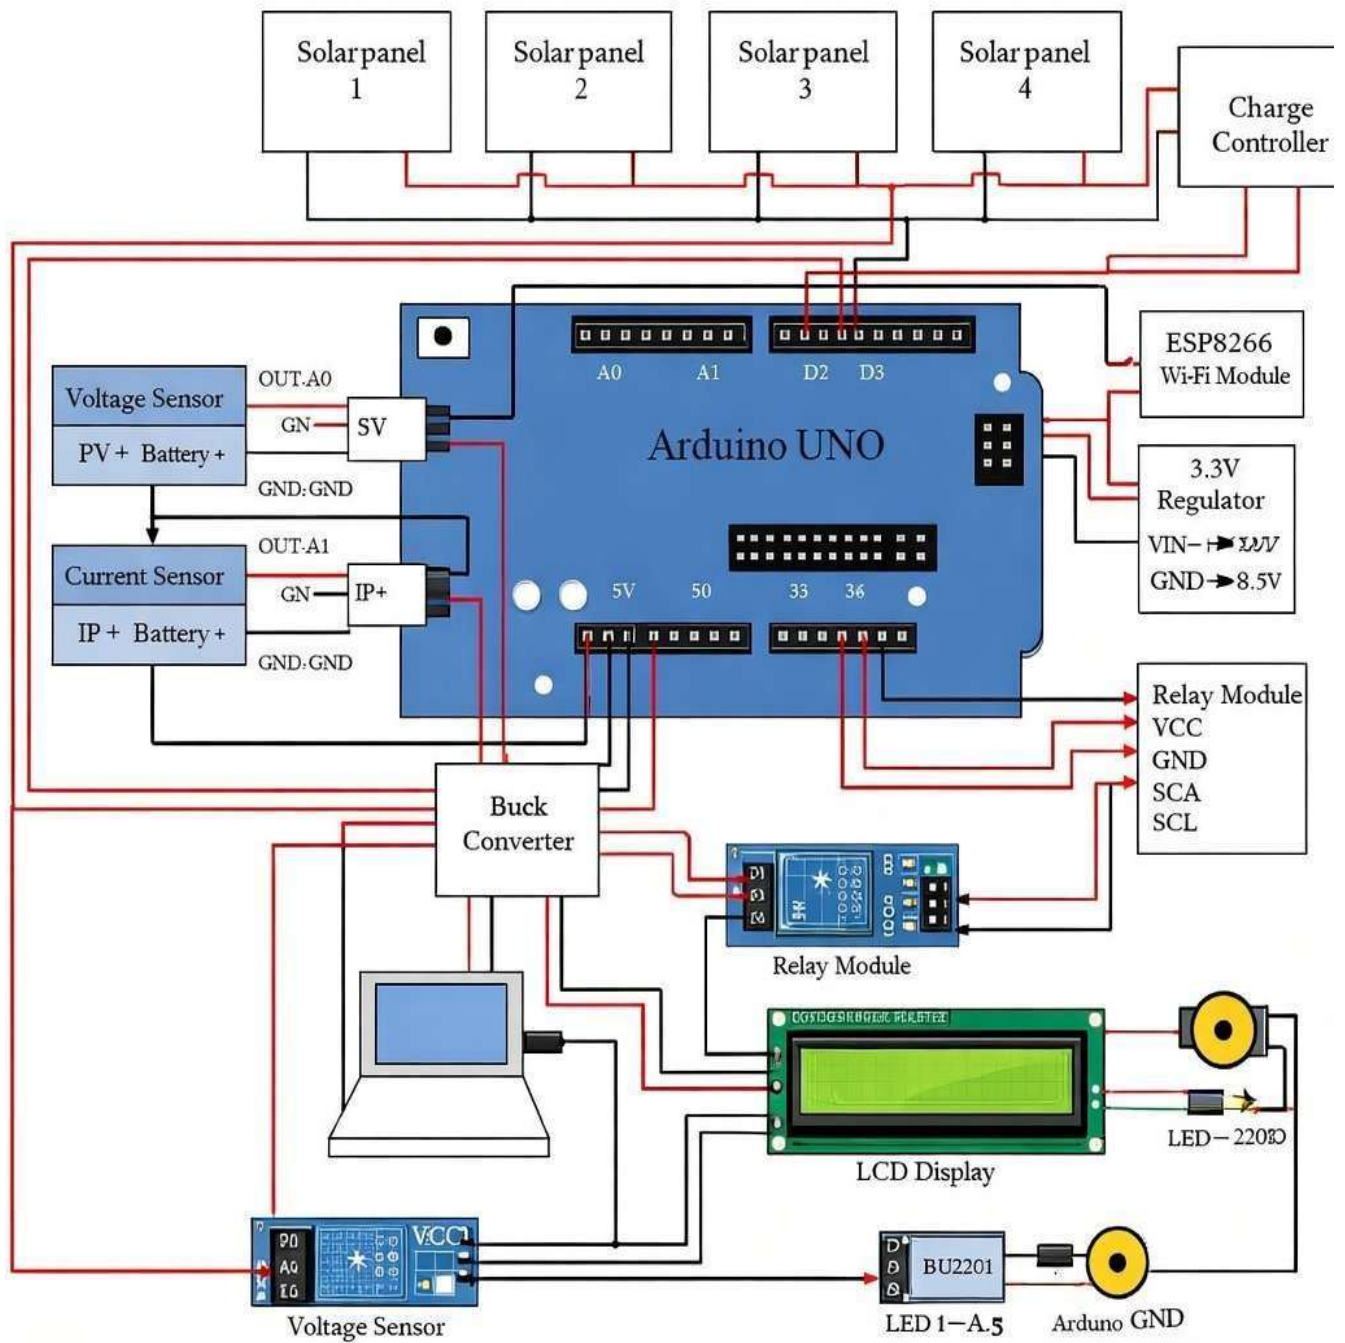 Solar panel
1
Solar panel
2
Solar panel
3
Solar panel
4
Charge
Controller
A0
A1
D2
D3
ESP8266
Wi-Fi Module
Voltage Sensor
PV + Battery +
OUT.A0
GN
SV
GND:GND
Arduino UNO
3.3V
Regulator
VIN
GND
8.5V
Current Sensor
IP + Battery +
OUT.A1
GN
IP+
GND:GND
5V
50
33
36
Relay Module
VCC
GND
SCA
SCL
Buck
Converter
Relay Module
LCD Display
LED
VCC
Voltage Sensor
BU2201
LED 1–A.5
Arduno GND